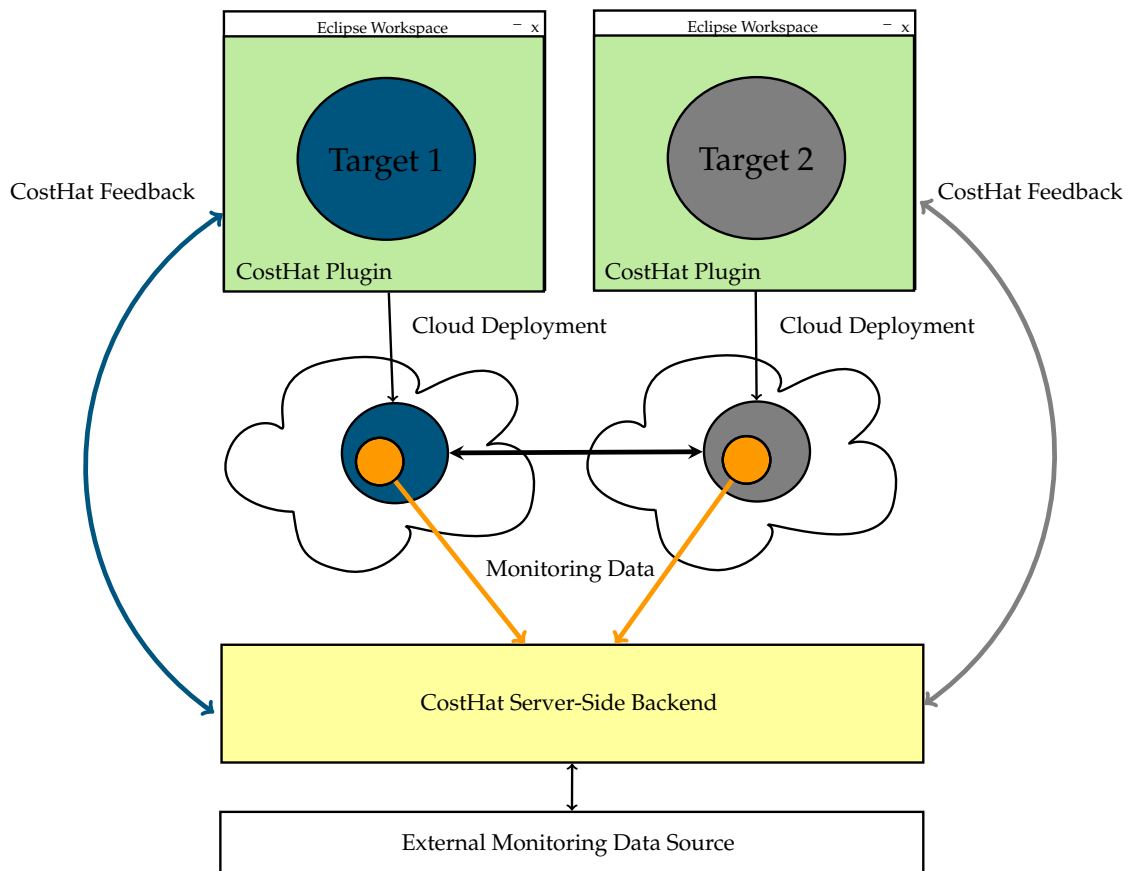 Eclipse Workspace – x
Eclipse Workspace – x
Target 1
Target 2
CostHat Feedback
CostHat Feedback
CostHat Plugin
CostHat Plugin
Cloud Deployment
Cloud Deployment
Monitoring Data
CostHat Server-Side Backend
External Monitoring Data Source